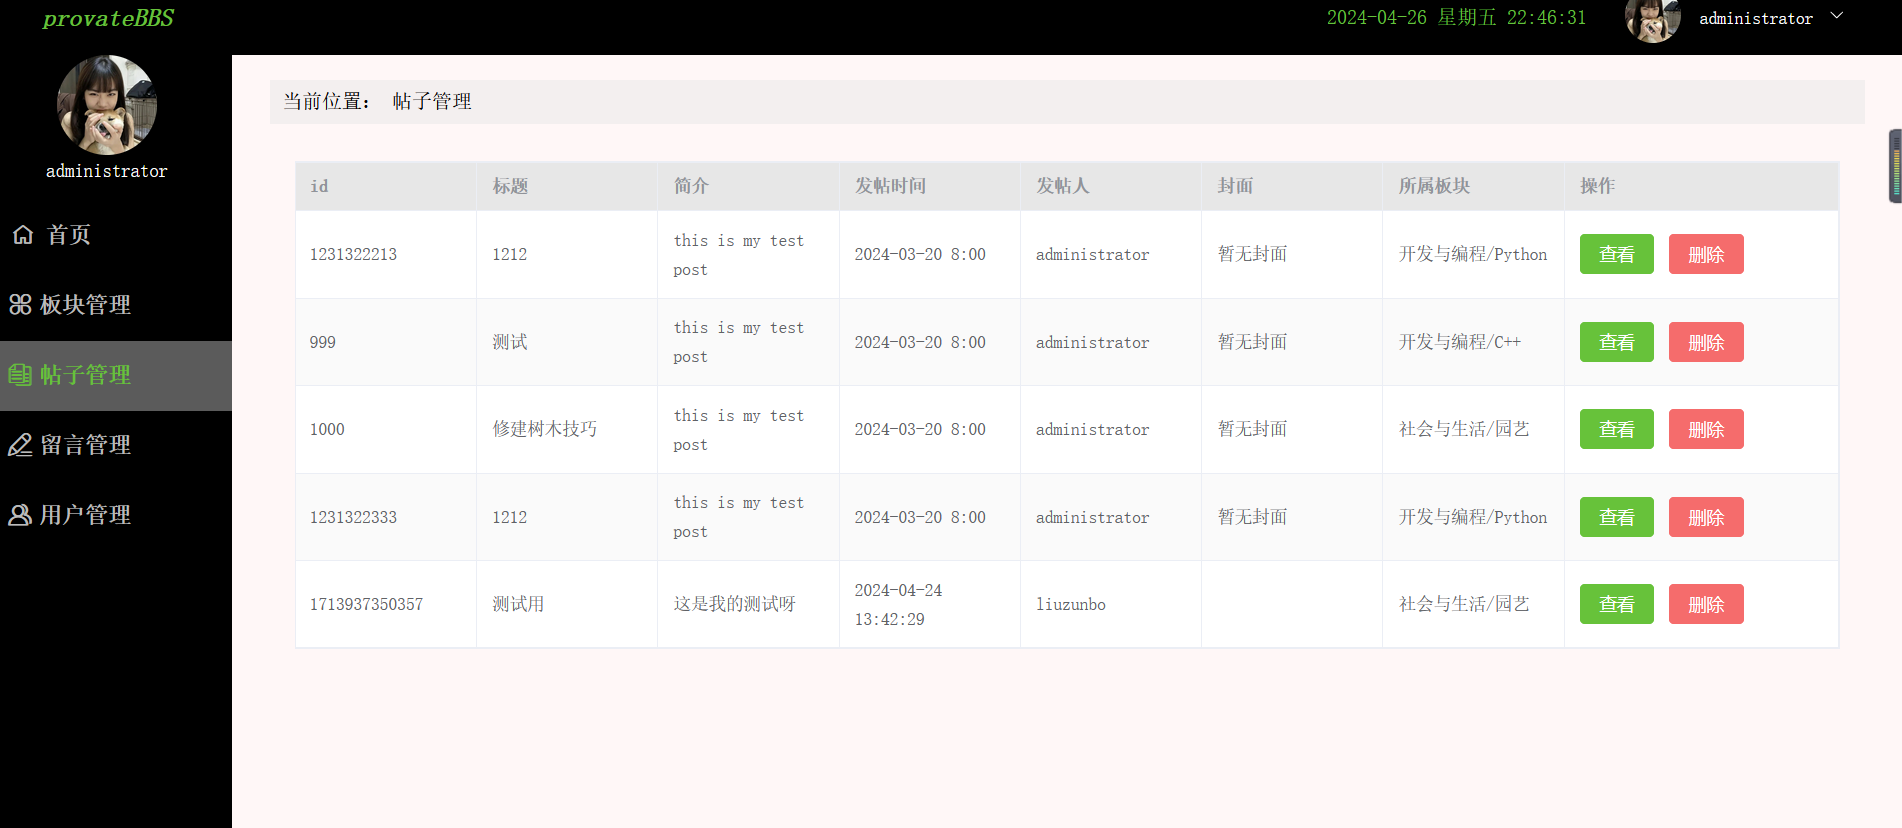 provateBBS
2024-04-26 星期五 22:46:31
administrator
administrator
首页
板块管理
帖子管理
留言管理
用户管理
当前位置： 帖子管理
id 标题 简介 发帖时间 发帖人 封面 所属板块 操作
1231322213 1212 this is my test post 2024-03-20 8:00 administrator 暂无封面 开发与编程/Python 查看 删除
999 测试 this is my test post 2024-03-20 8:00 administrator 暂无封面 开发与编程/C++ 查看 删除
1000 修建树木技巧 this is my test post 2024-03-20 8:00 administrator 暂无封面 社会与生活/园艺 查看 删除
1231322333 1212 this is my test post 2024-03-20 8:00 administrator 暂无封面 开发与编程/Python 查看 删除
1713937350357 测试用 这是我的测试呀 2024-04-24 13:42:29 liuzunbo 社会与生活/园艺 查看 删除